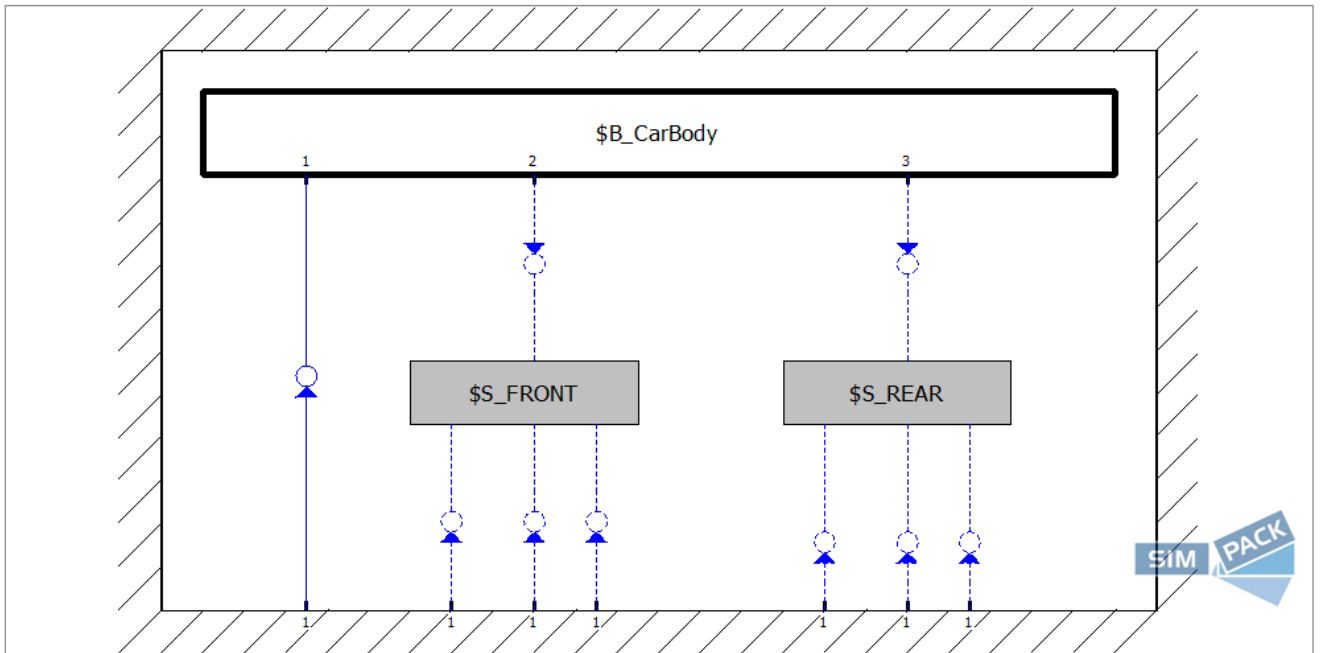 $B_CarBody
1 2 3
$S_FRONT $S_REAR
SIM PACK
1 1 1 1 1 1 1